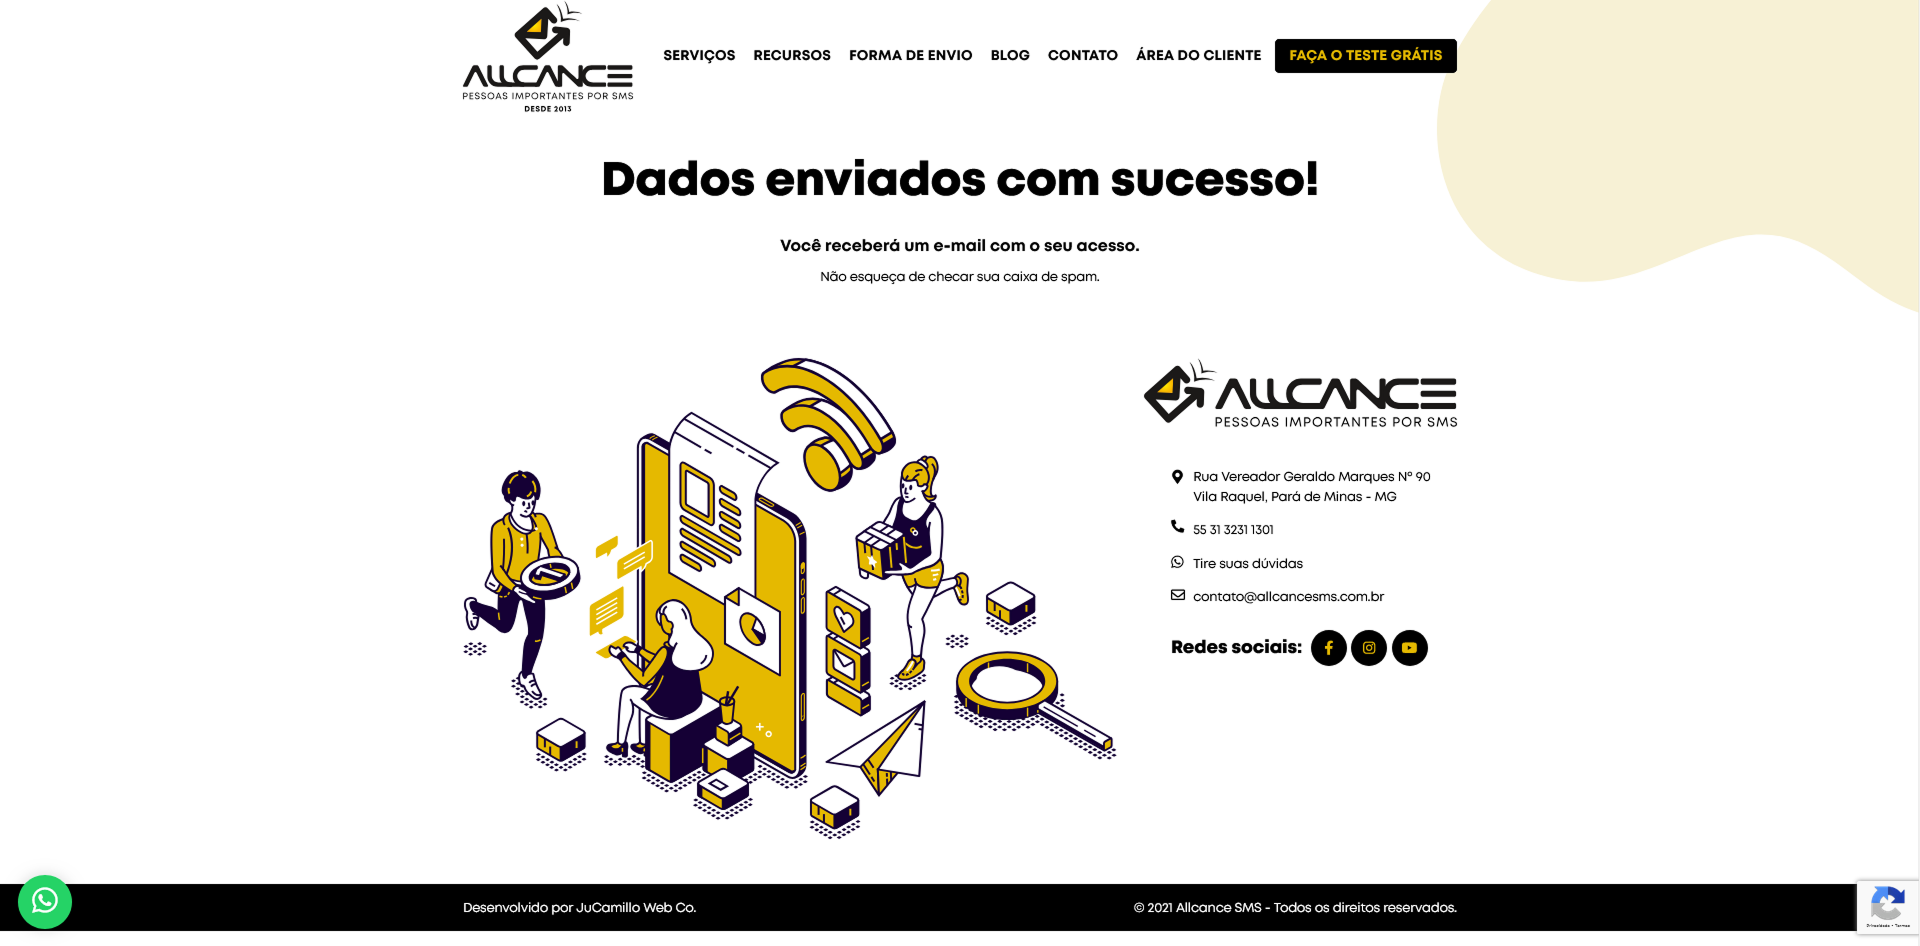 ALLCANCE
PESSOAS IMPORTANTES POR SMS
DESDE 2013
SERVIÇOS RECURSOS FORMA DE ENVIO BLOG CONTATO ÁREA DO CLIENTE FAÇA O TESTE GRÁTIS
Dados enviados com sucesso!
Você receberá um e-mail com o seu acesso.
Não esqueça de checar sua caixa de spam.
ALLCANCE
PESSOAS IMPORTANTES POR SMS
Rua Vereador Geraldo Marques Nº 90
Vila Raquel, Pará de Minas - MG
55 31 3231 1301
Tire suas dúvidas
contato@allcancesms.com.br
Redes sociais:
Desenvolvido por JuCamillo Web Co.
© 2021 Allcance SMS - Todos os direitos reservados.
Privacidade - Termos